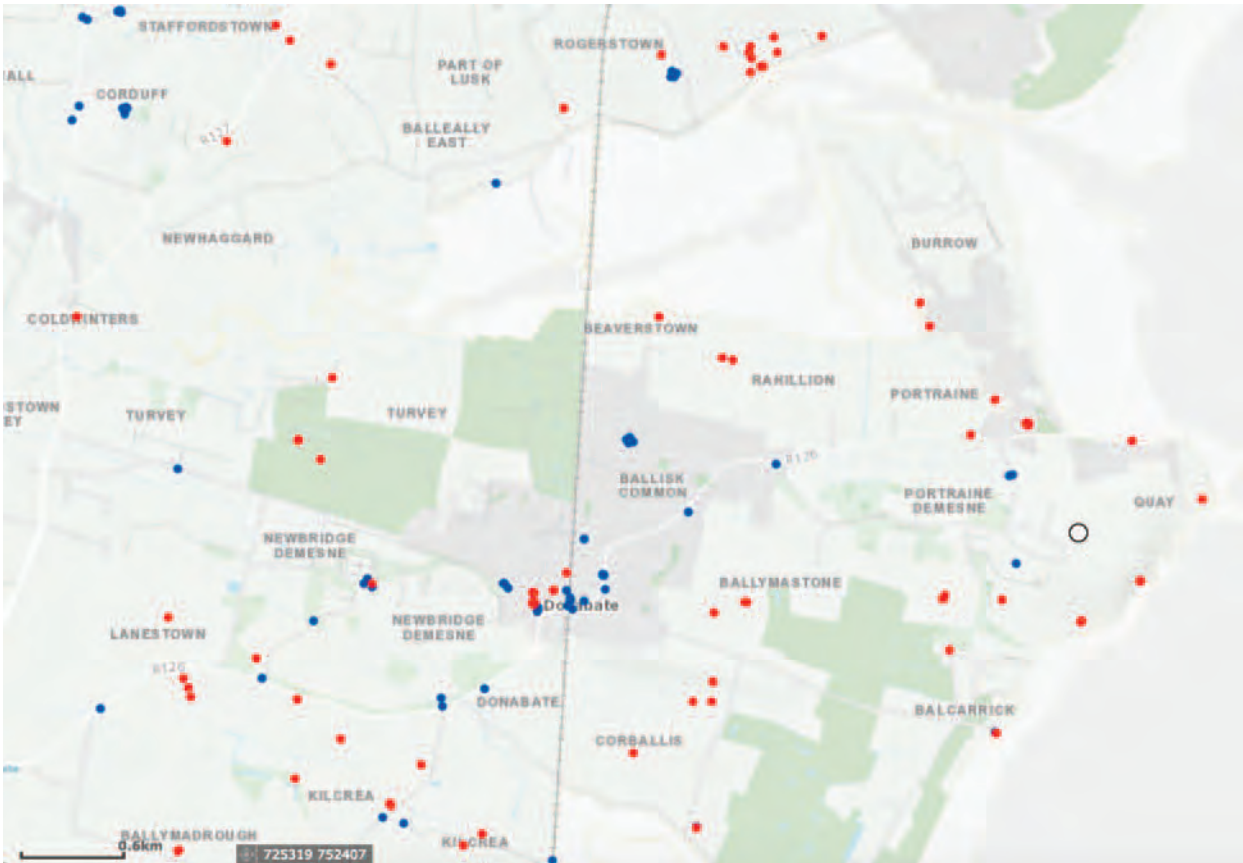 STAFFORDSTOWN
ROGERSTOWN
PART OF
LUSK
CORDUFF
R127
BALLEALLY
EAST
NEWHAGGARD
BURROW
COLDWINTERS
BEAVERSTOWN
RAHILLION
PORTRAINE
TURVEY
TURVEY
R126
BALLISK
COMMON
PORTRAINE
DEMESNE
QUAY
NEWBRIDGE
DEMESNE
BALLYMASTONE
Donabate
NEWBRIDGE
DEMESNE
LANESTOWN
R126
DONABATE
BALCARRICK
CORBALLIS
KILCREA
BALLYMADROUGH
KILCREA
0.6km
725319 752407